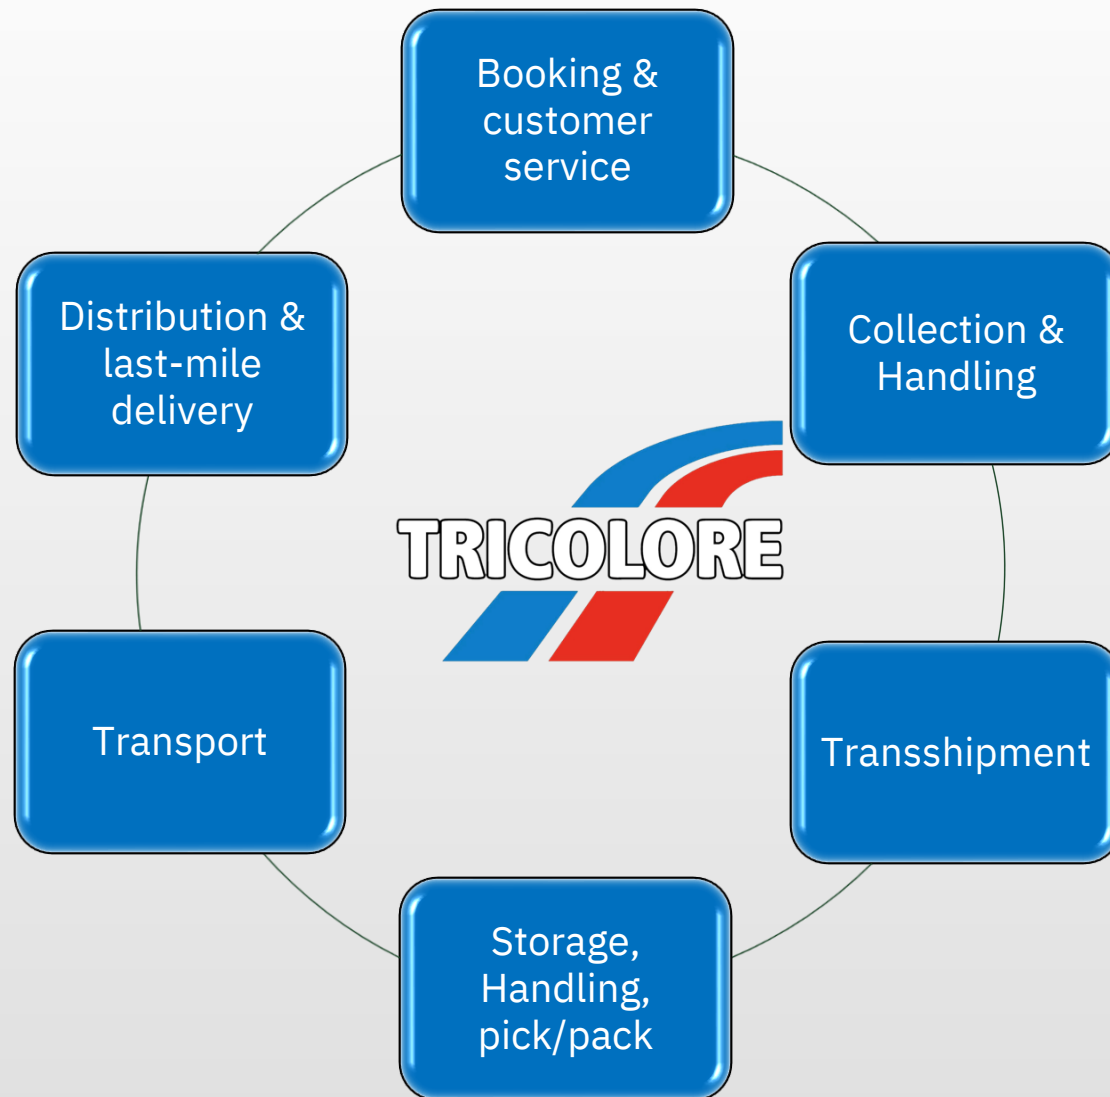 Booking &
customer
service
Collection &
Handling
Transshipment
Storage,
Handling,
pick/pack
Transport
Distribution &
last-mile
delivery
TRICOLORE